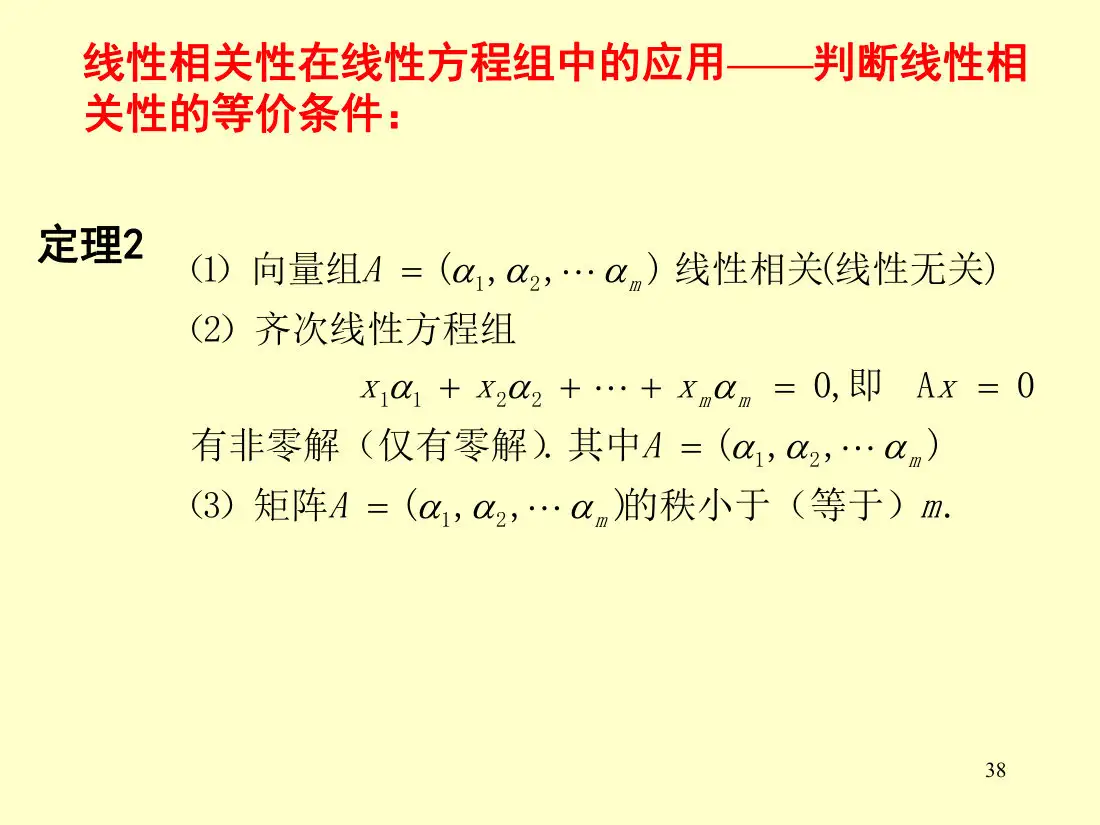 线性相关性在线性方程组中的应用——判断线性相
关性的等价条件：
定理2
(1) 向量组A = (α₁, α₂, ⋯ αₘ) 线性相关(线性无关)
(2) 齐次线性方程组
x₁α₁ + x₂α₂ + ⋯ + xₘαₘ = 0,即 Ax = 0
有非零解（仅有零解）. 其中A = (α₁, α₂, ⋯ αₘ)
(3) 矩阵A = (α₁, α₂, ⋯ αₘ)的秩小于（等于）m.
38